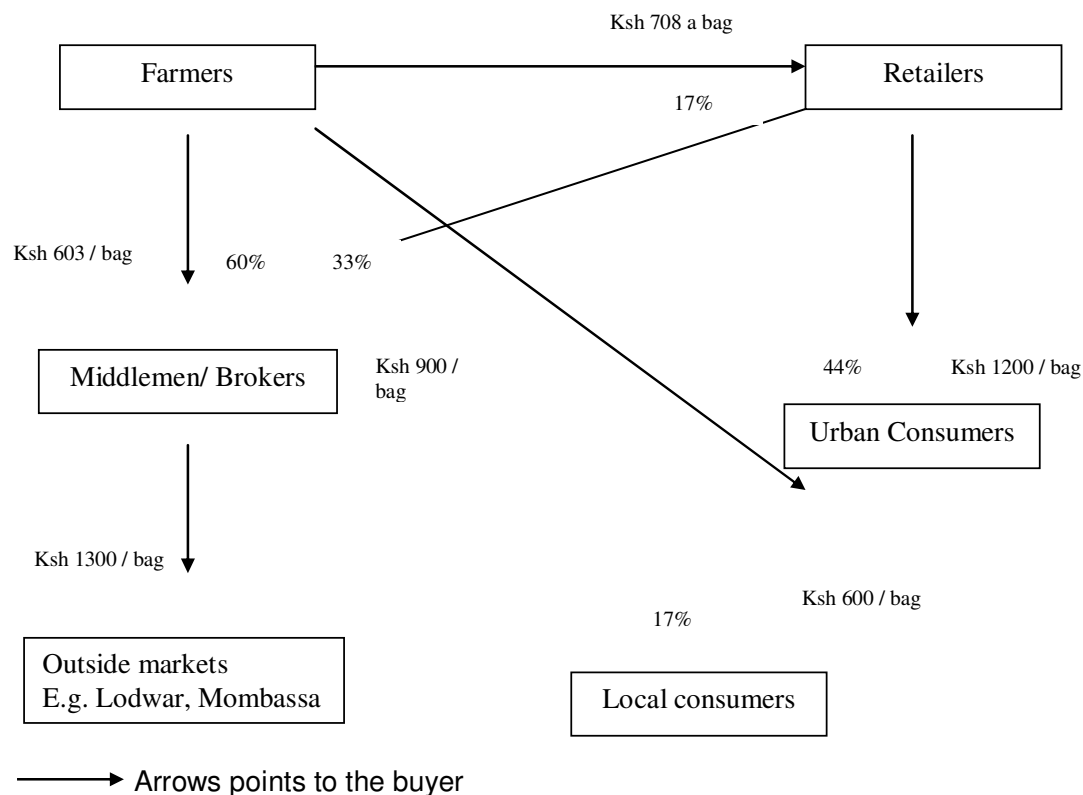 Ksh 708 a bag
Farmers
Retailers
17%
Ksh 603 / bag
60%
33%
Middlemen/ Brokers
Ksh 900 /
bag
44%
Ksh 1200 / bag
Urban Consumers
Ksh 1300 / bag
Ksh 600 / bag
17%
Outside markets
E.g. Lodwar, Mombassa
Local consumers
Arrows points to the buyer